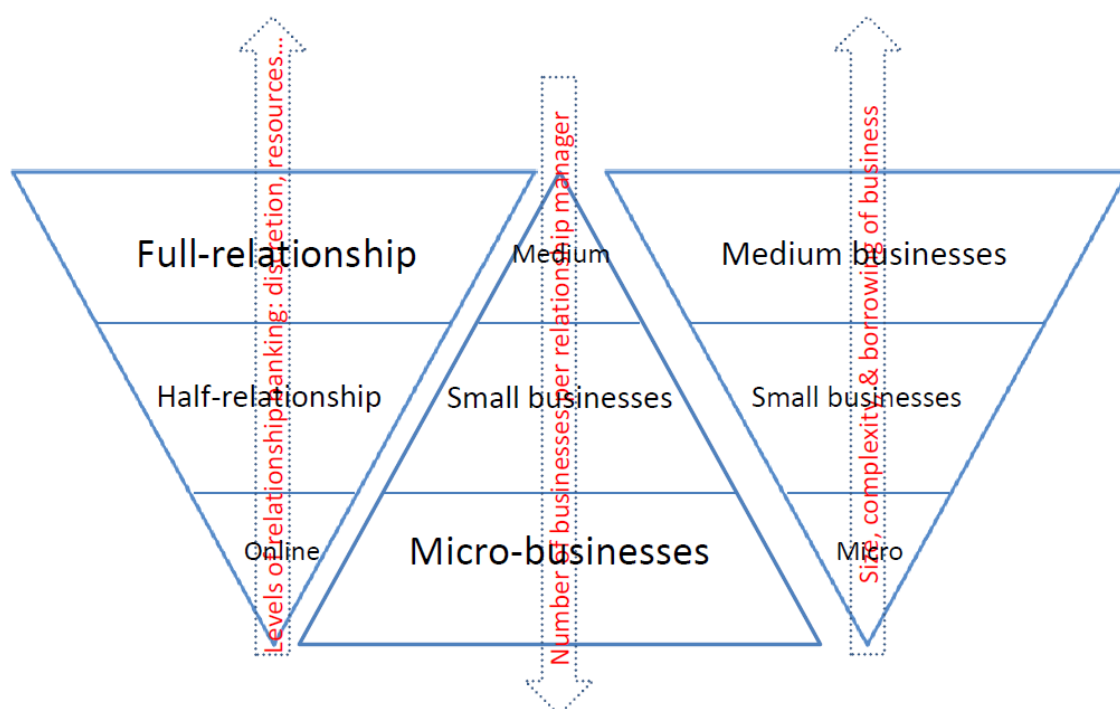 Levels of relationship banking: discretion, resources...
Full-relationship
Half-relationship
Online
Number of businesses per relationship manager
Medium
Small businesses
Micro-businesses
Size, complexity & borrowing of business
Medium businesses
Small businesses
Micro